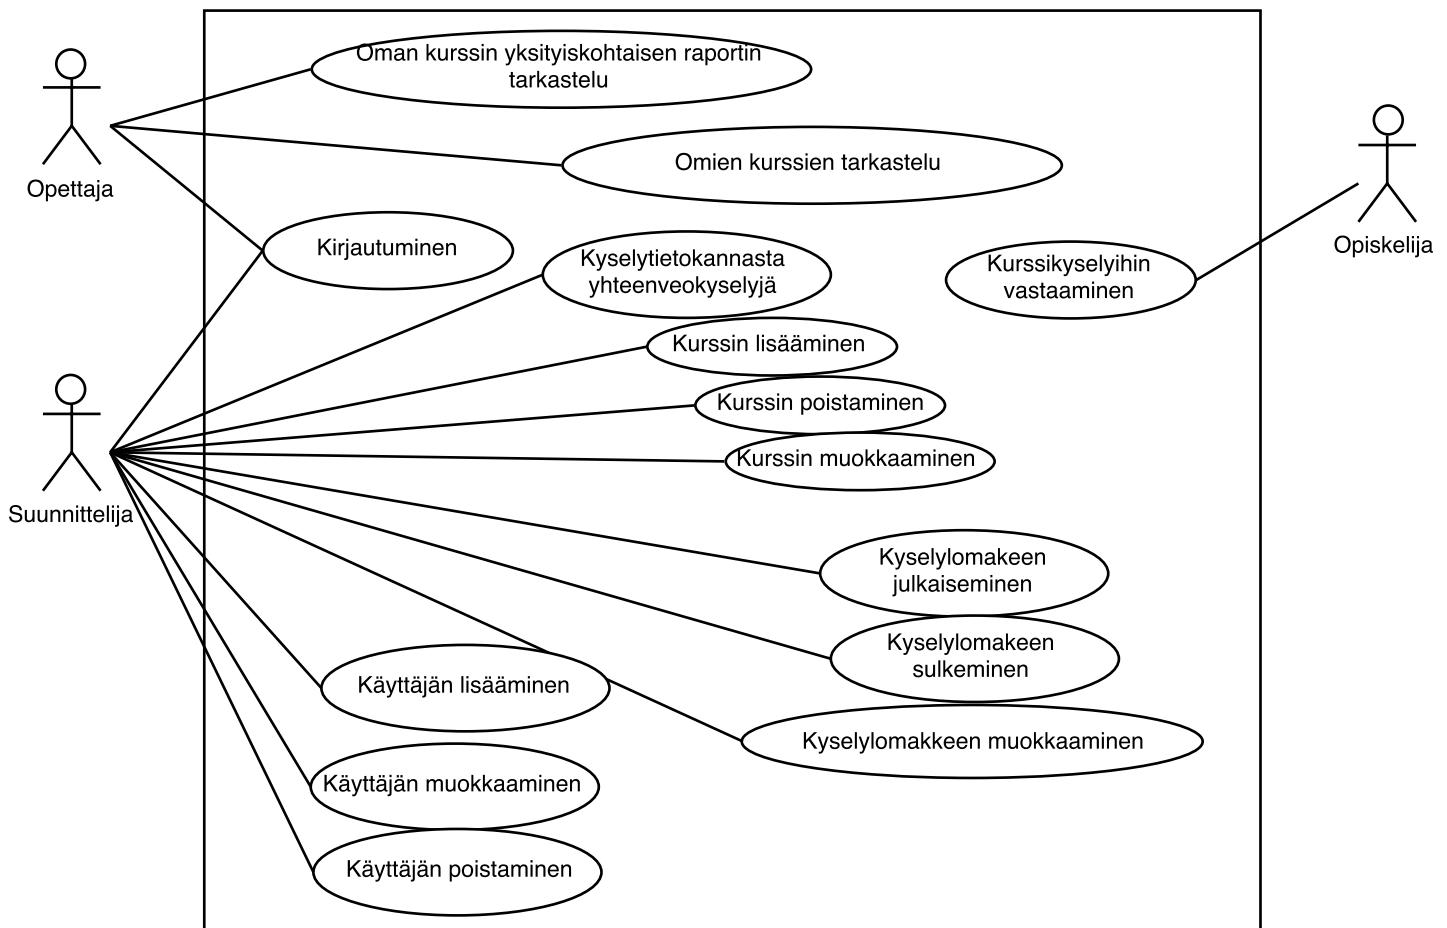 Oman kurssin yksityiskohtaisen raportin
tarkastelu
Omien kurssien tarkastelu
Opettaja
Kirjautuminen
Kyselytietokannasta
yhteenveokyselyjä
Kurssikyselyihin
vastaaminen
Opiskelija
Kurssin lisääminen
Kurssin poistaminen
Kurssin muokkaaminen
Suunnittelija
Kyselylomakeen
julkaiseminen
Kyselylomakeen
sulkeminen
Käyttäjän lisääminen
Kyselylomakkeen muokkaaminen
Käyttäjän muokkaaminen
Käyttäjän poistaminen